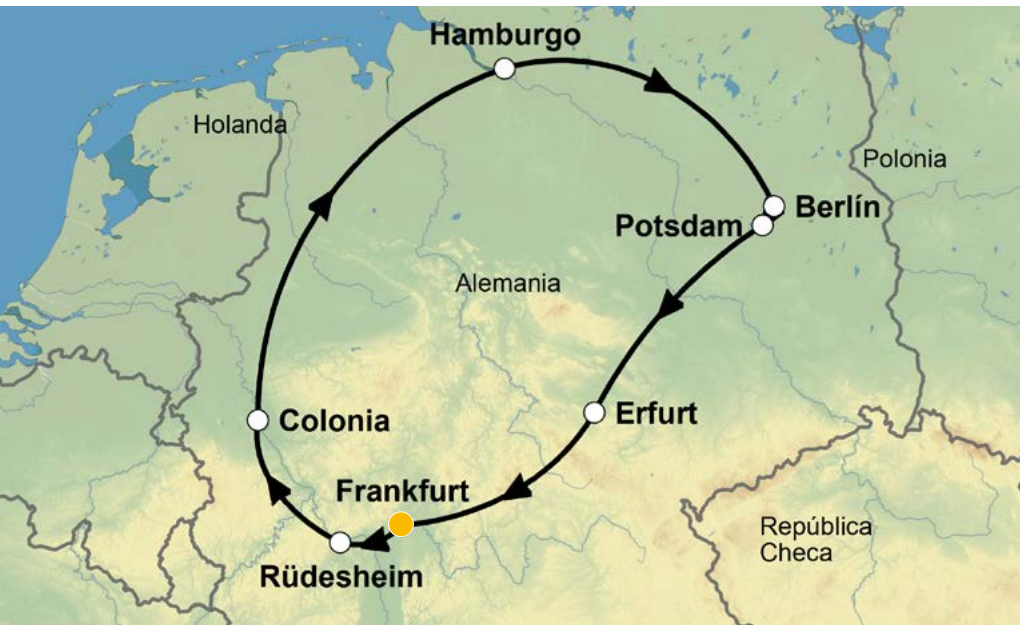 Hamburgo
Holanda
Polonia
Berlín
Potsdam
Alemania
Colonia
Erfurt
Frankfurt
República
Checa
Rüdesheim